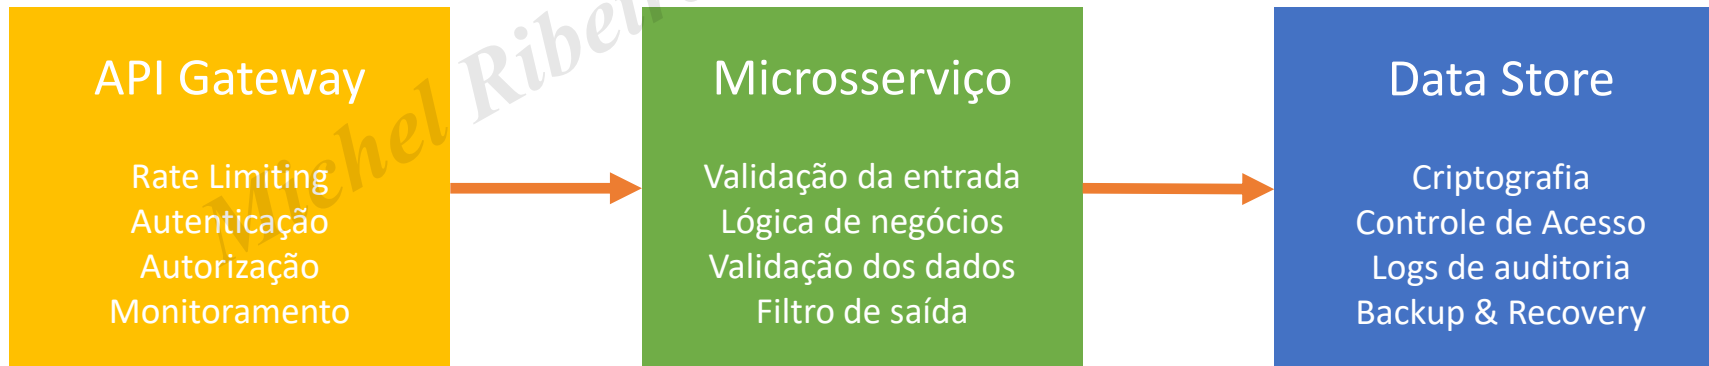 API Gateway
Rate Limiting
Autenticação
Autorização
Monitoramento
Microsserviço
Validação da entrada
Lógica de negócios
Validação dos dados
Filtro de saída
Data Store
Criptografia
Controle de Acesso
Logs de auditoria
Backup & Recovery
Michel